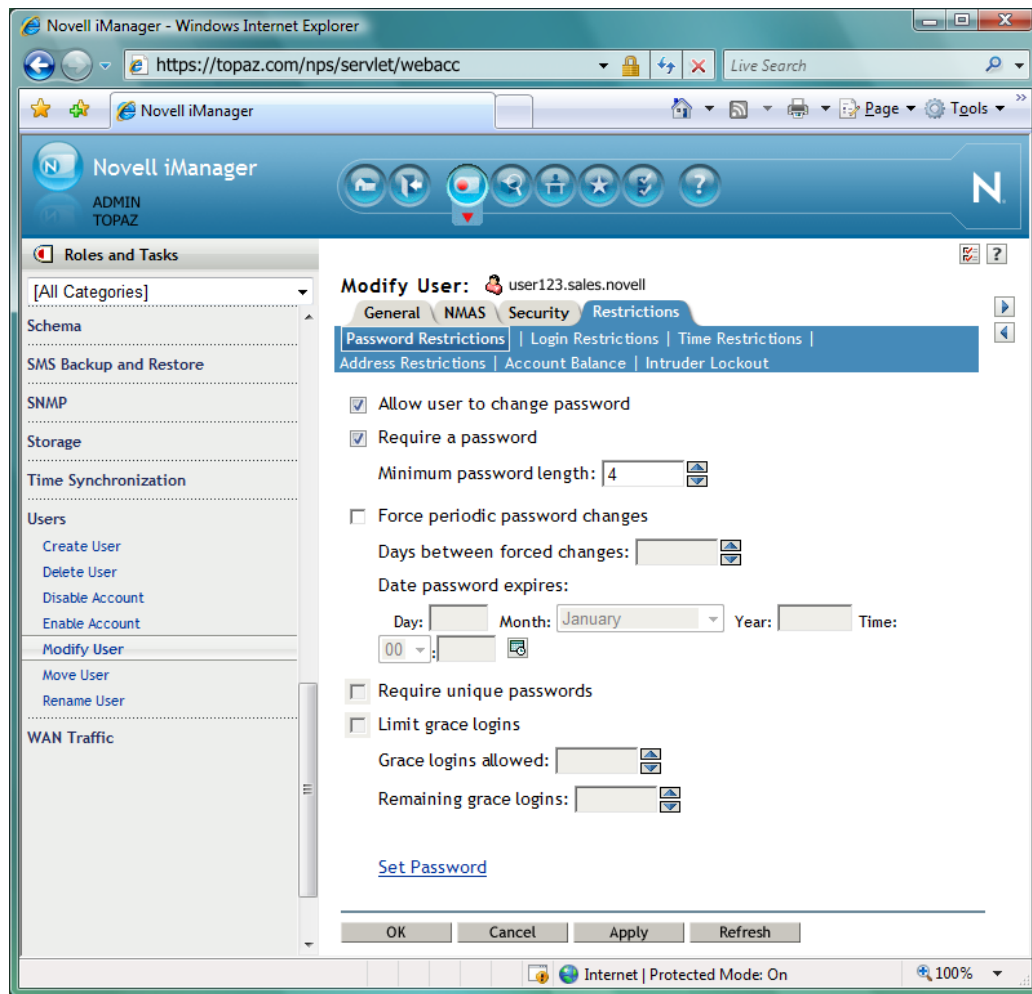 Novell iManager - Windows Internet Explorer
https://topaz.com/nps/servlet/webacc
Live Search
Novell iManager
Page
Tools
N
Novell iManager
ADMIN
TOPAZ
N
Roles and Tasks
[All Categories]
Schema
SMS Backup and Restore
SNMP
Storage
Time Synchronization
Users
Create User
Delete User
Disable Account
Enable Account
Modify User
Move User
Rename User
WAN Traffic
?
Modify User: user123.sales.novell
General \ NMAS \ Security / Restrictions
Password Restrictions | Login Restrictions | Time Restrictions |
Address Restrictions | Account Balance | Intruder Lockout
Allow user to change password
Require a password
Minimum password length: 4
Force periodic password changes
Days between forced changes:
Date password expires:
Day: Month: January Year: Time:
00 :
Require unique passwords
Limit grace logins
Grace logins allowed:
Remaining grace logins:
Set Password
OK Cancel Apply Refresh
Internet | Protected Mode: On
100%